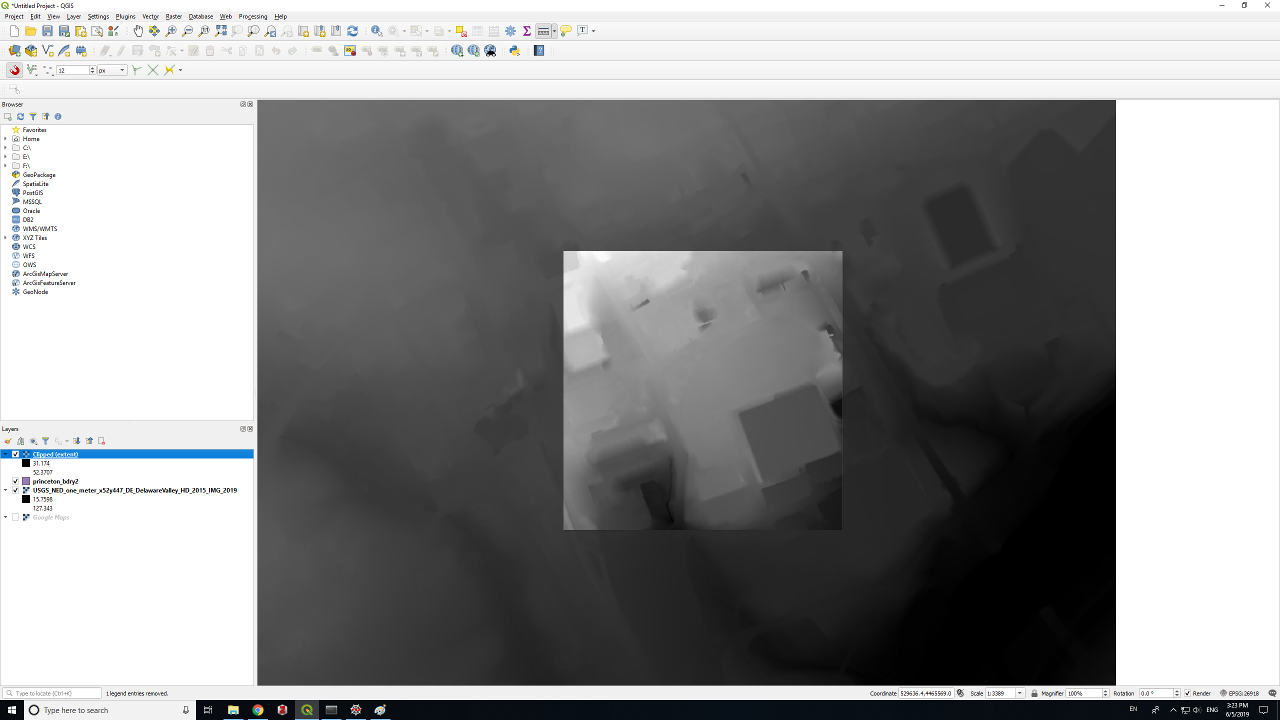 *Untitled Project - QGIS
Project Edit View Layer Settings Plugins Vector Raster Database Web Processing Help
12 px
Browser
Favorites
Home
C:\
E:\
F:\
GeoPackage
SpatiaLite
PostGIS
MSSQL
Oracle
DB2
WMS/WMTS
XYZ Tiles
WCS
WFS
OWS
ArcGisMapServer
ArcGisFeatureServer
GeoNode
Layers
Clipped (extent)
31.174
52.3707
princeton_bdry2
USGS_NED_one_meter_x52y447_DE_DelawareValley_HD_2015_IMG_2019
15.7598
127.343
Google Maps
Type to locate (Ctrl+K) 1 legend entries removed. Coordinate 529636.4,4465569.0 Scale 1:3389 Magnifier 100% Rotation 0.0 ° Render EPSG:26918
Type here to search EN ENG 3:23 PM
6/5/2019